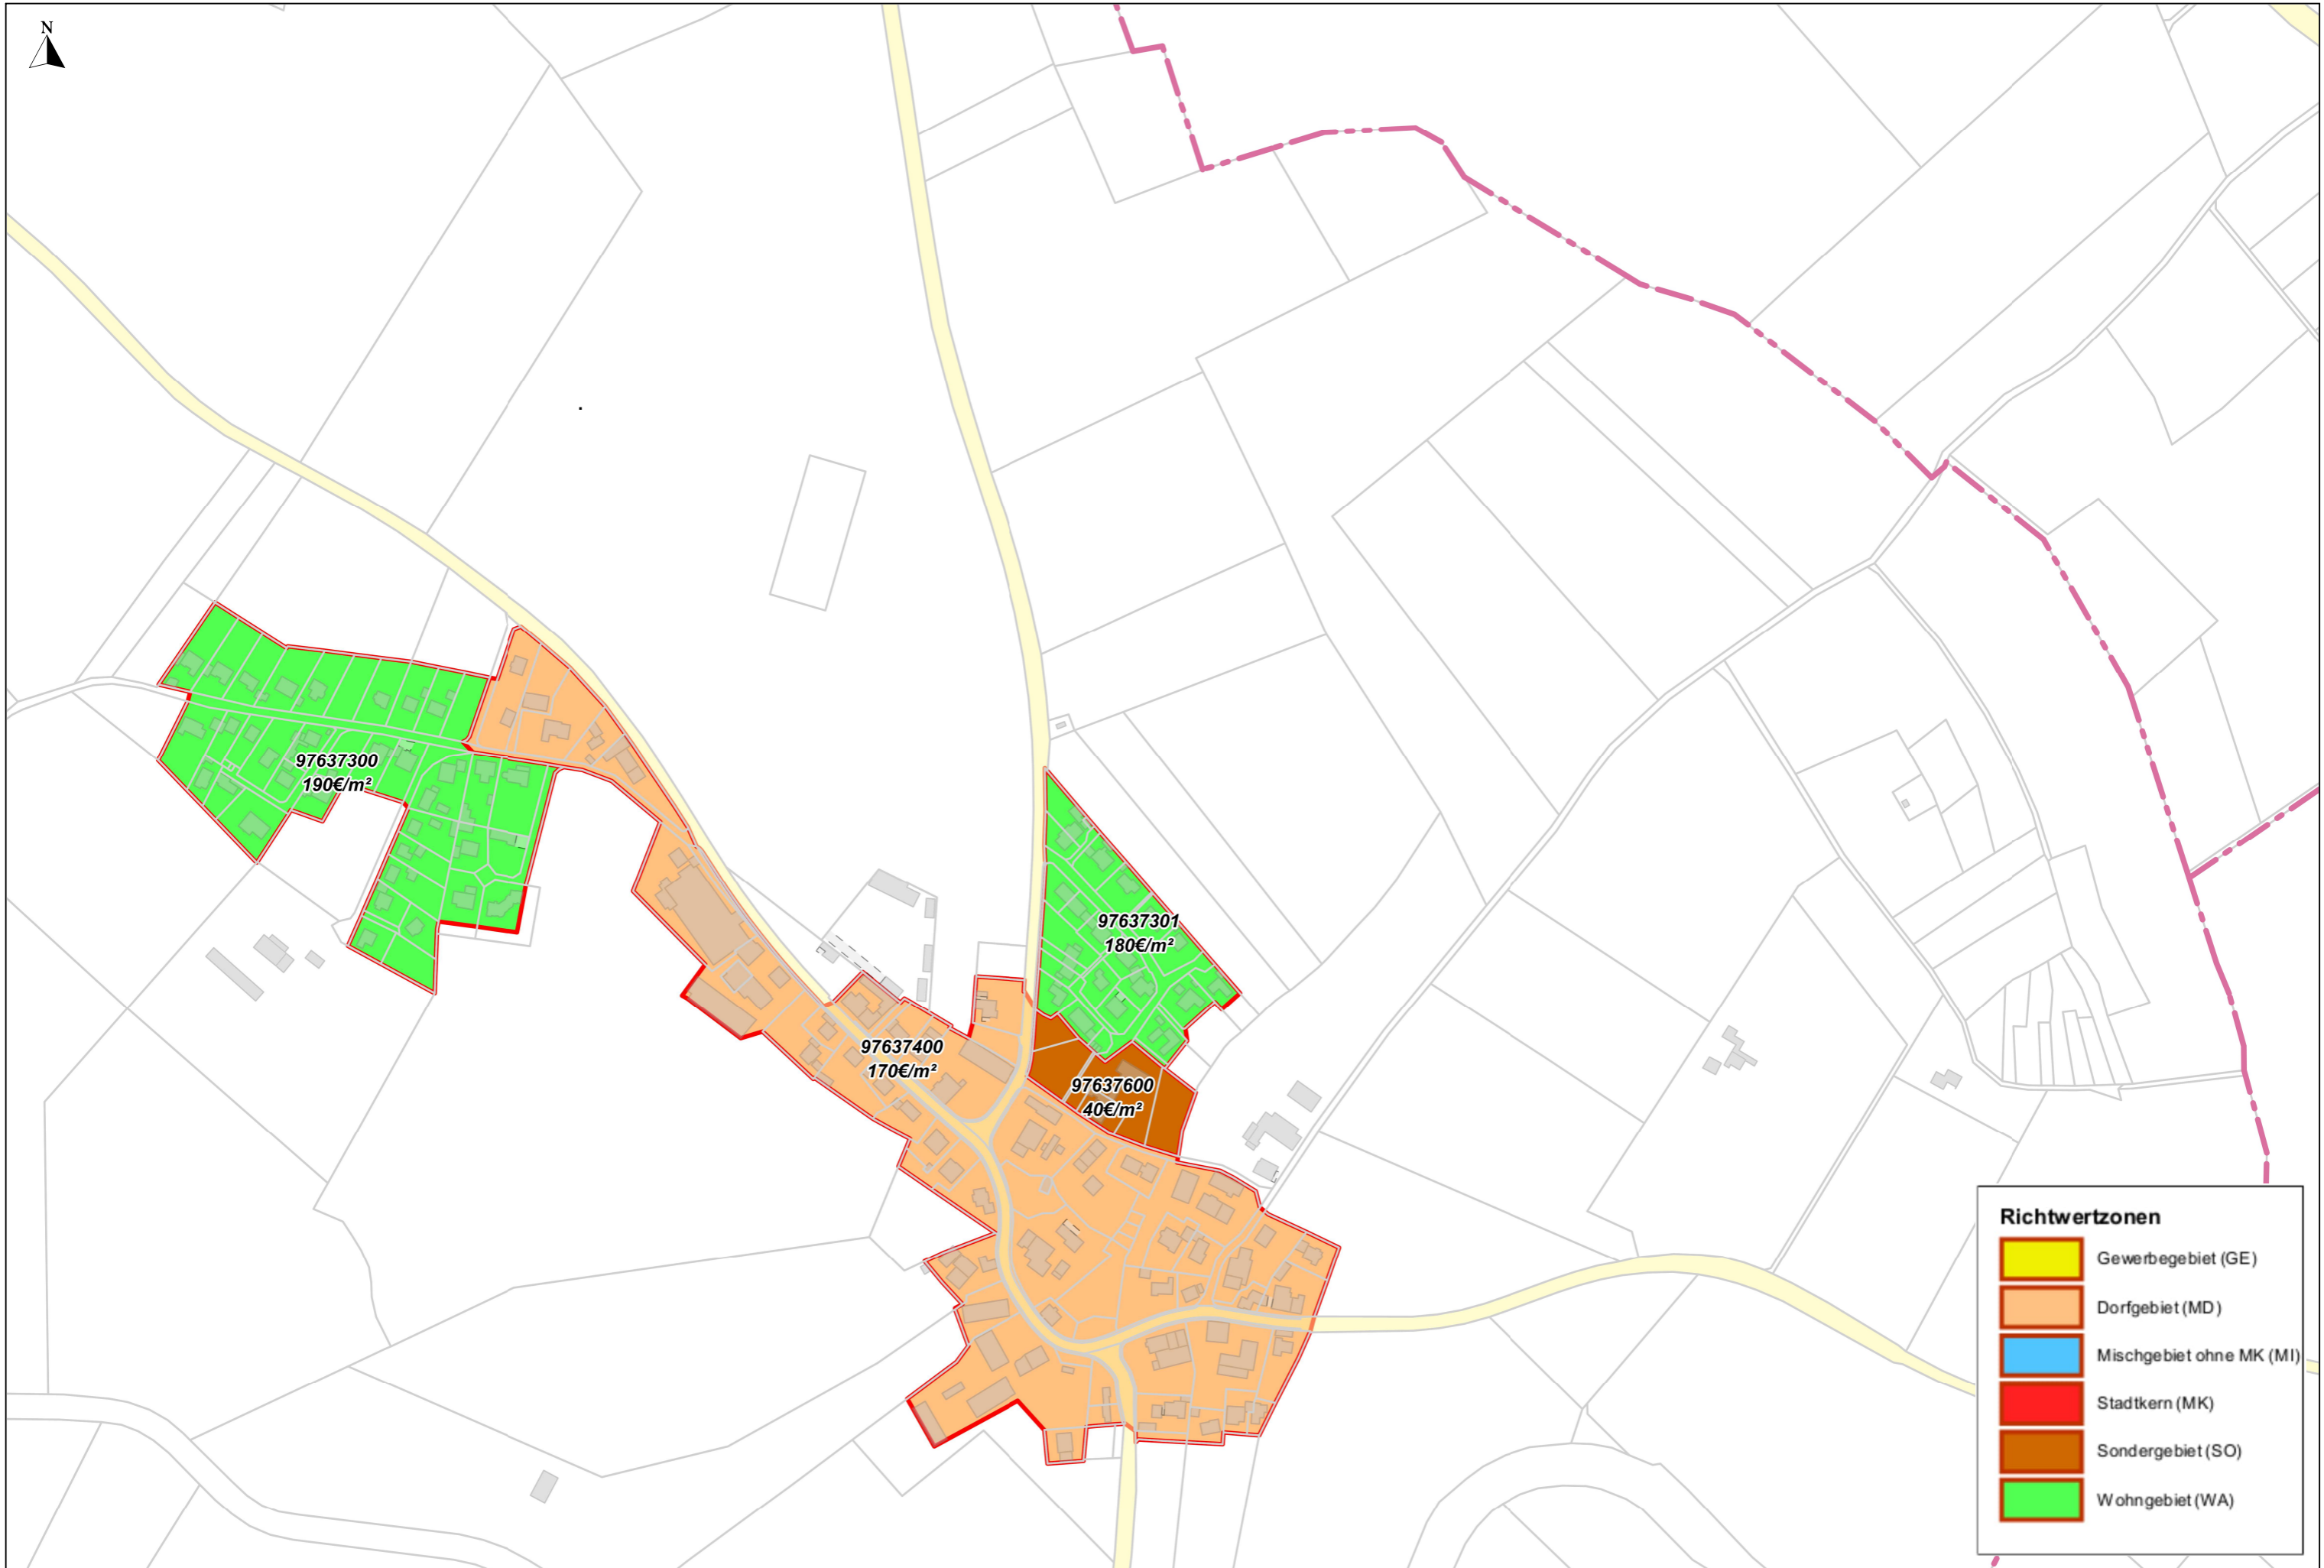 N
97637300
190€/m²
97637301
180€/m²
97637400
170€/m²
97637600
40€/m²
Richtwertzonen
Gewerbegebiet (GE)
Dorfgebiet (MD)
Mischgebiet ohne MK (MI)
Stadtkern (MK)
Sondergebiet (SO)
Wohngebiet (WA)